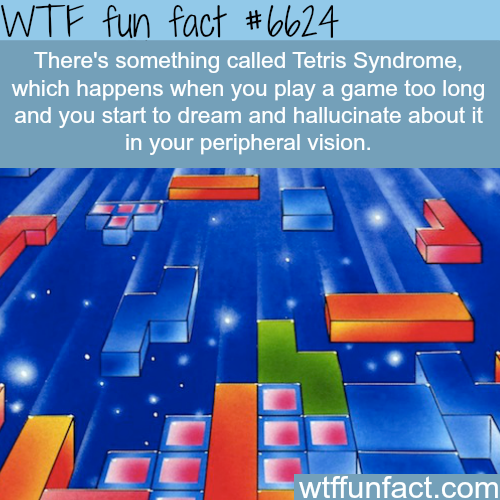 WTF fun fact #6624
There's something called Tetris Syndrome,
which happens when you play a game too long
and you start to dream and hallucinate about it
in your peripheral vision.
wtffunfact.com